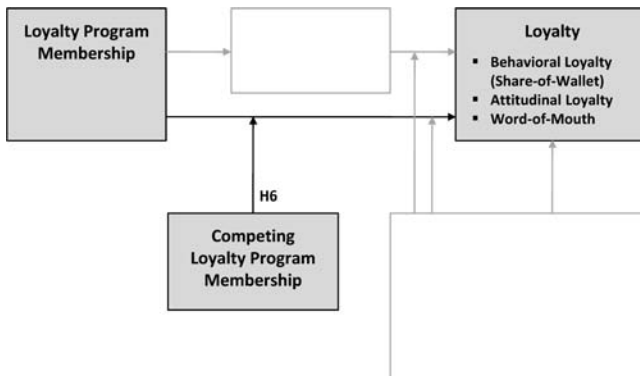 Loyalty Program
Membership
Loyalty
▪ Behavioral Loyalty
(Share-of-Wallet)
▪ Attitudinal Loyalty
▪ Word-of-Mouth
H6
Competing
Loyalty Program
Membership